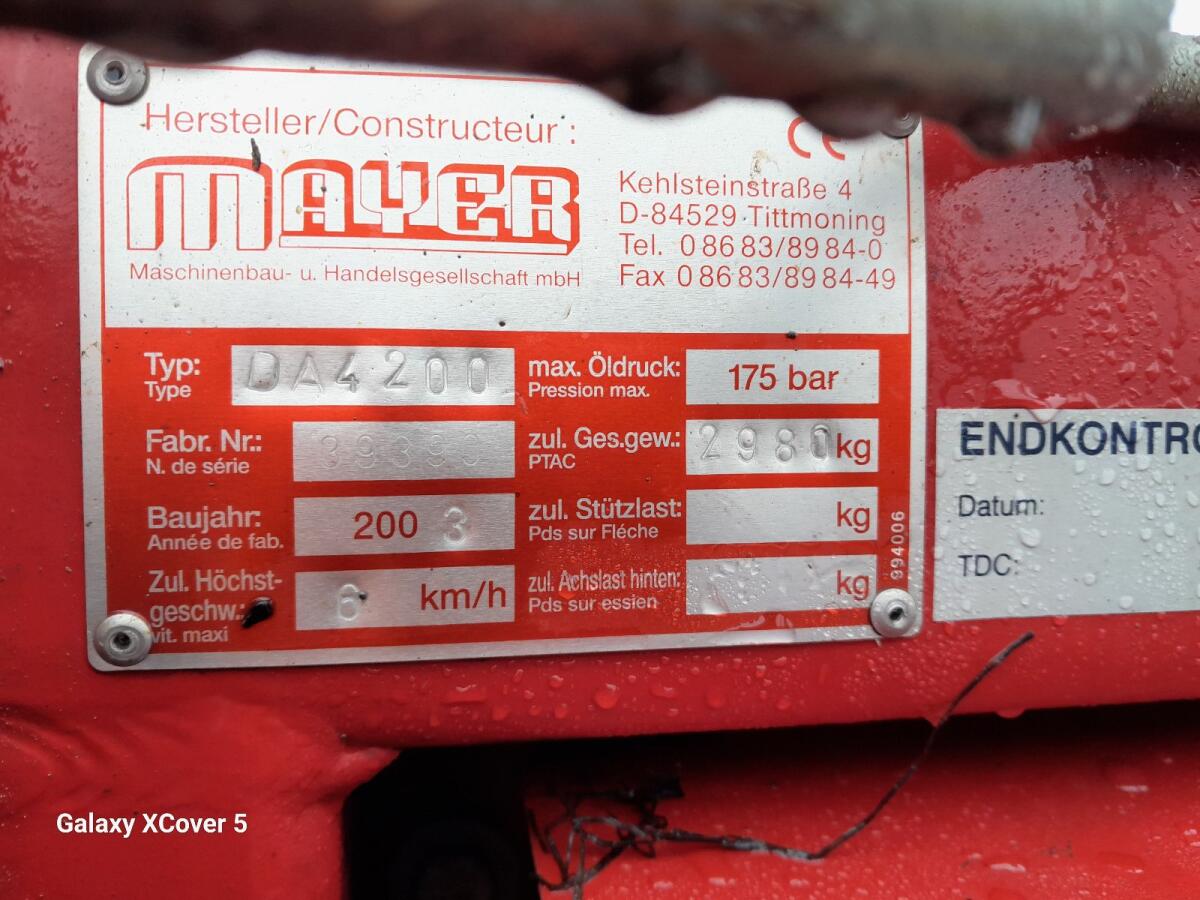 Hersteller/Constructeur :
CE
MAYER
Maschinenbau- u. Handelsgesellschaft mbH
Kehlsteinstraße 4
D-84529 Tittmoning
Tel. 0 86 83/89 84-0
Fax 0 86 83/89 84-49
Typ: DA4200
Type
max. Öldruck: 175 bar
Pression max.
Fabr. Nr.:
N. de série
zul. Ges.gew.: 2980 kg
PTAC
Baujahr: 200 3
Année de fab.
zul. Stützlast: kg
Pds sur Fléche
Zul. Höchst-
geschw.: 6 km/h
vit. maxi
zul. Achslast hinten: kg
Pds sur essien
994006
ENDKONTRO
Datum:
TDC:
Galaxy XCover 5